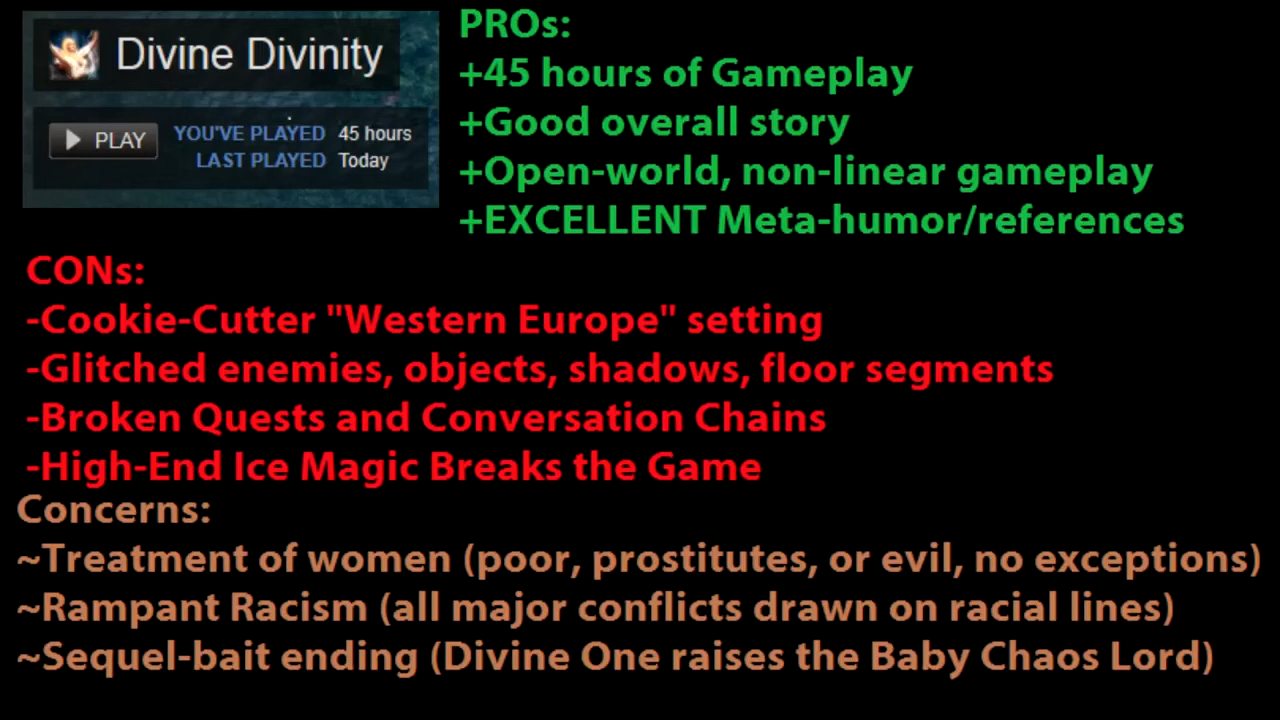 Divine Divinity
PLAY
YOU'VE PLAYED 45 hours
LAST PLAYED Today
PROs:
+45 hours of Gameplay
+Good overall story
+Open-world, non-linear gameplay
+EXCELLENT Meta-humor/references
CONs:
-Cookie-Cutter "Western Europe" setting
-Glitched enemies, objects, shadows, floor segments
-Broken Quests and Conversation Chains
-High-End Ice Magic Breaks the Game
Concerns:
~Treatment of women (poor, prostitutes, or evil, no exceptions)
~Rampant Racism (all major conflicts drawn on racial lines)
~Sequel-bait ending (Divine One raises the Baby Chaos Lord)